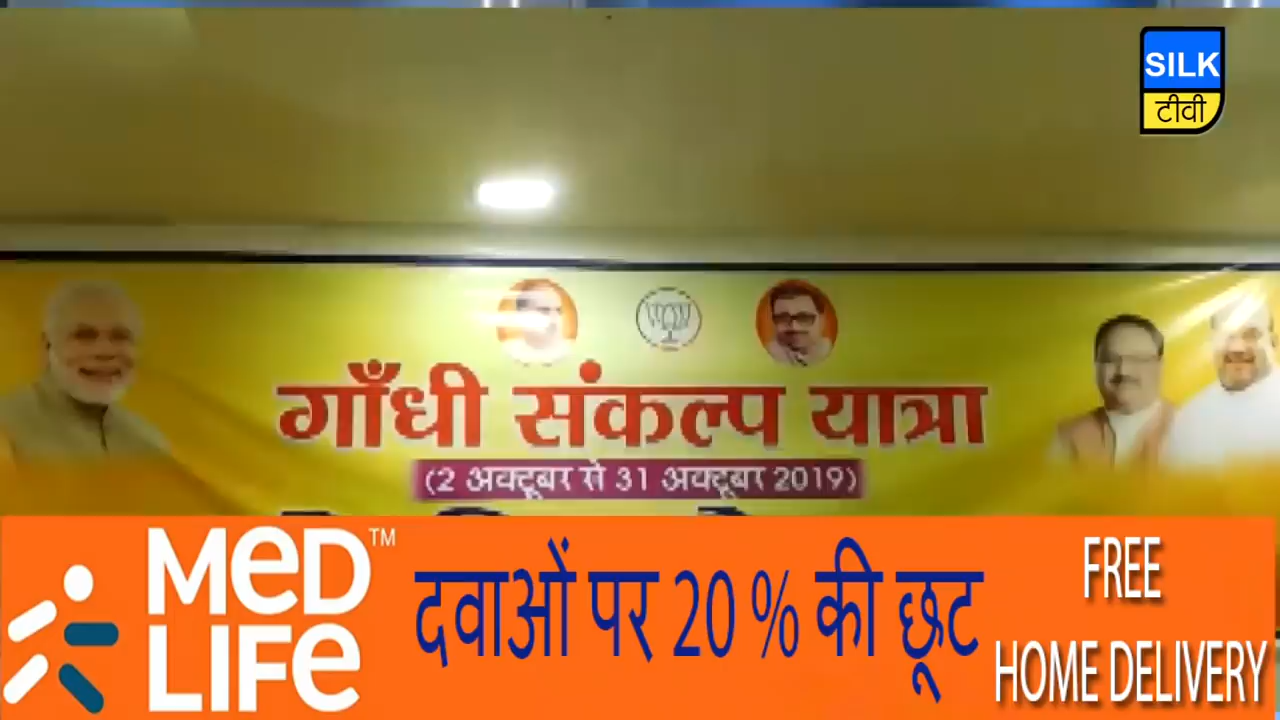 SILK
टीवी
गाँधी संकल्प यात्रा
(2 अक्टूबर से 31 अक्टूबर 2019)
MeD
LIFe
TM
दवाओं पर 20 % की छूट
FREE
HOME DELIVERY